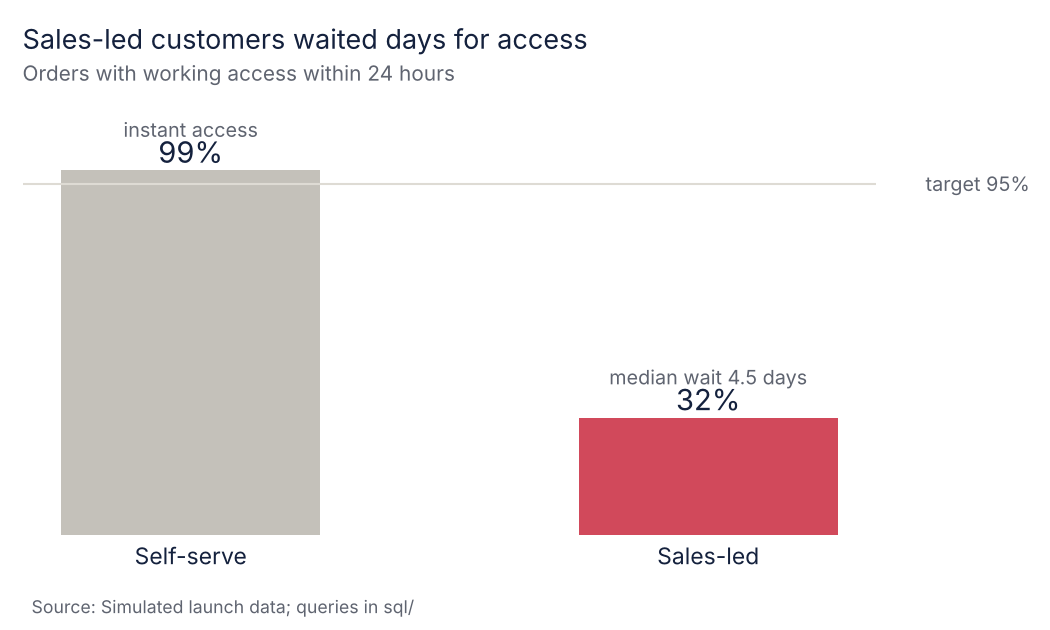 Sales-led customers waited days for access
Orders with working access within 24 hours
instant access
99%
target 95%
median wait 4.5 days
32%
Self-serve
Sales-led
Source: Simulated launch data; queries in sql/